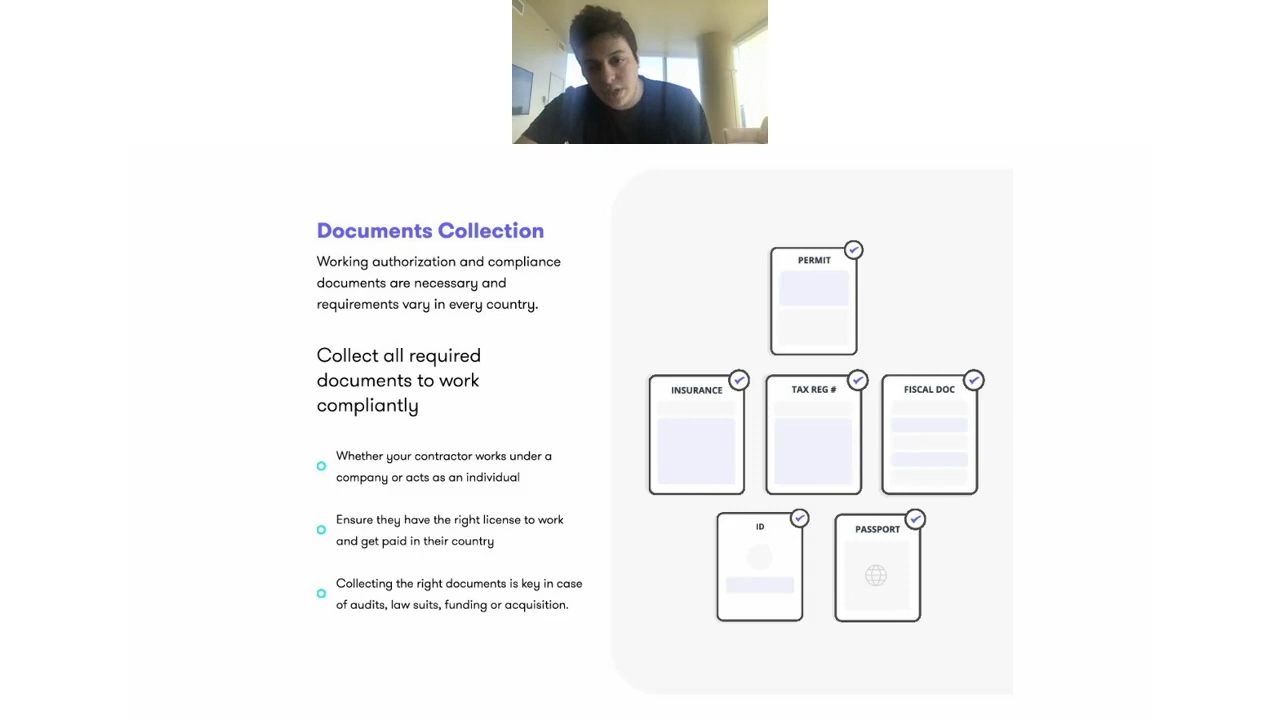 Documents Collection
Working authorization and compliance
documents are necessary and
requirements vary in every country.
Collect all required
documents to work
compliantly
Whether your contractor works under a
company or acts as an individual
Ensure they have the right license to work
and get paid in their country
Collecting the right documents is key in case
of audits, law suits, funding or acquisition.
PERMIT
INSURANCE
TAX REG #
FISCAL DOC
ID
PASSPORT